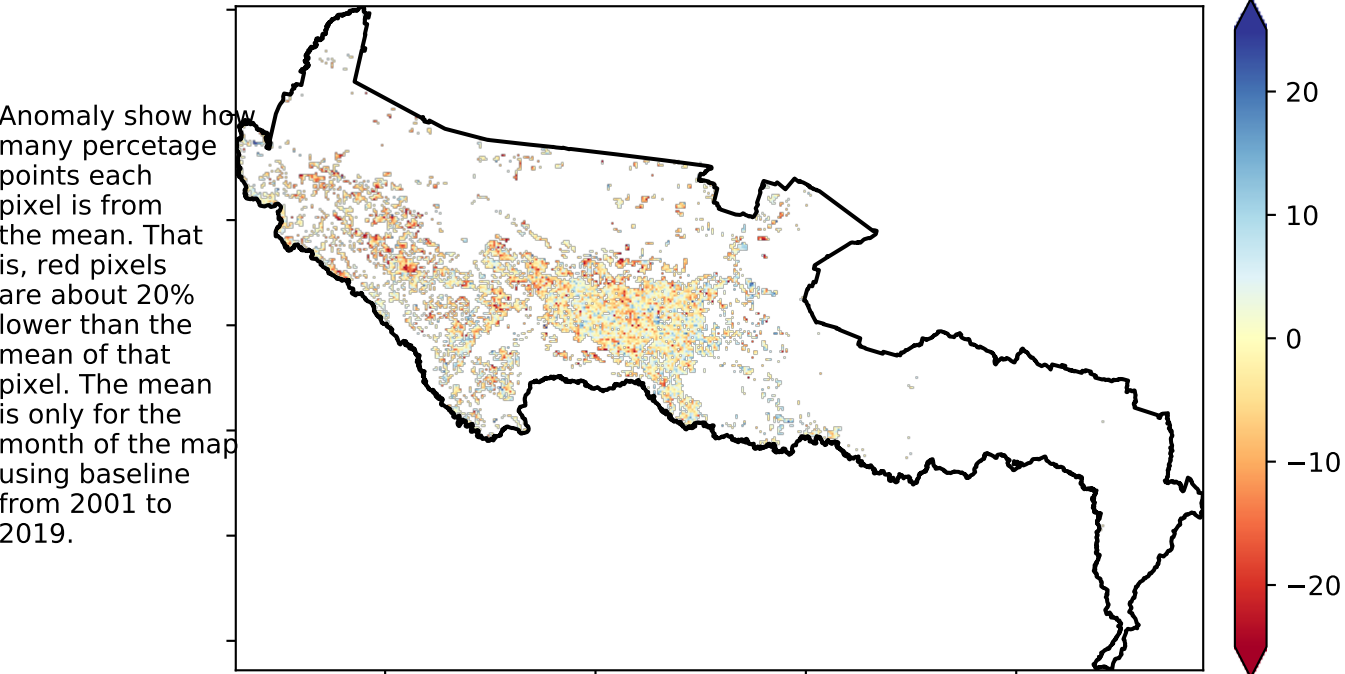 Anomaly show how
many percetage
points each
pixel is from
the mean. That
is, red pixels
are about 20%
lower than the
mean of that
pixel. The mean
is only for the
month of the map
using baseline
from 2001 to
2019.
20
10
0
−10
−20